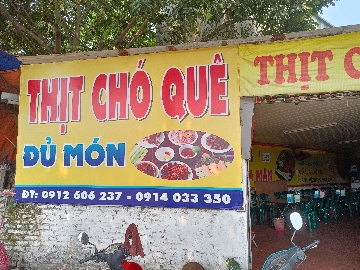 THỊT CHÓ QUÊ
ĐỦ MÓN
ĐT: 0912 606 237 - 0914 033 350
THỊT C